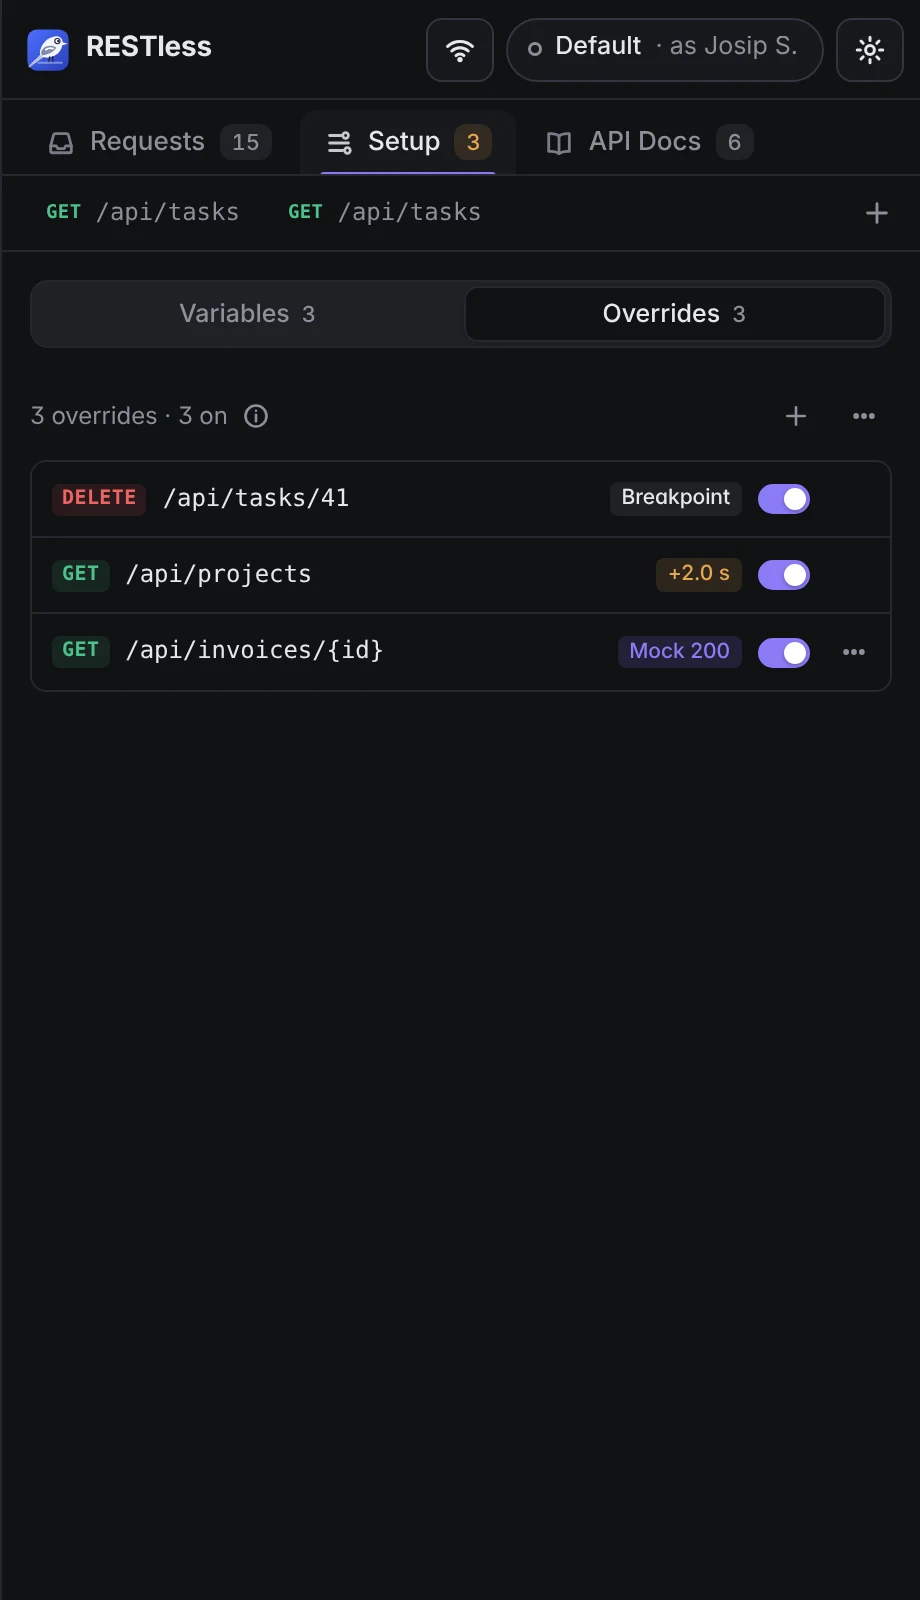 RESTless
Default · as Josip S.
Requests 15
Setup 3
API Docs 6
GET /api/tasks
GET /api/tasks
Variables 3
Overrides 3
3 overrides · 3 on
DELETE /api/tasks/41 Breakpoint
GET /api/projects +2.0 s
GET /api/invoices/{id} Mock 200